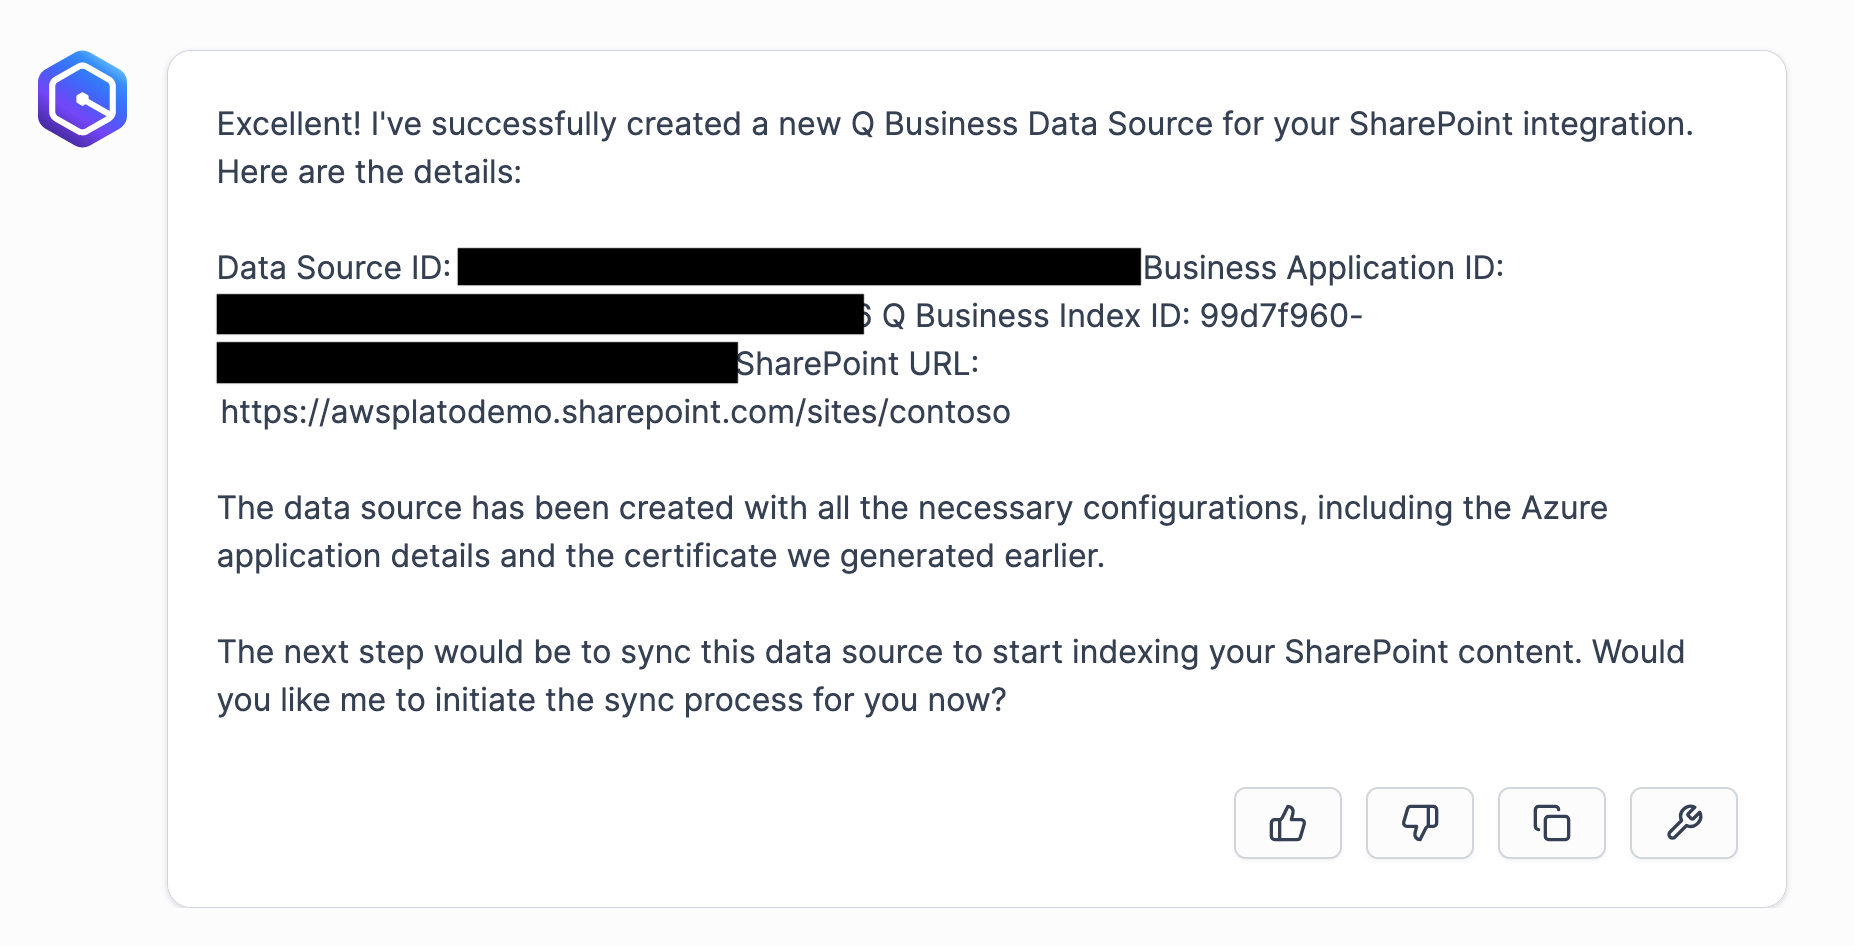 Excellent! I've successfully created a new Q Business Data Source for your SharePoint integration.
Here are the details:
Data Source ID: Business Application ID:
Q Business Index ID: 99d7f960-
SharePoint URL:
https://awsplatodemo.sharepoint.com/sites/contoso
The data source has been created with all the necessary configurations, including the Azure
application details and the certificate we generated earlier.
The next step would be to sync this data source to start indexing your SharePoint content. Would
you like me to initiate the sync process for you now?